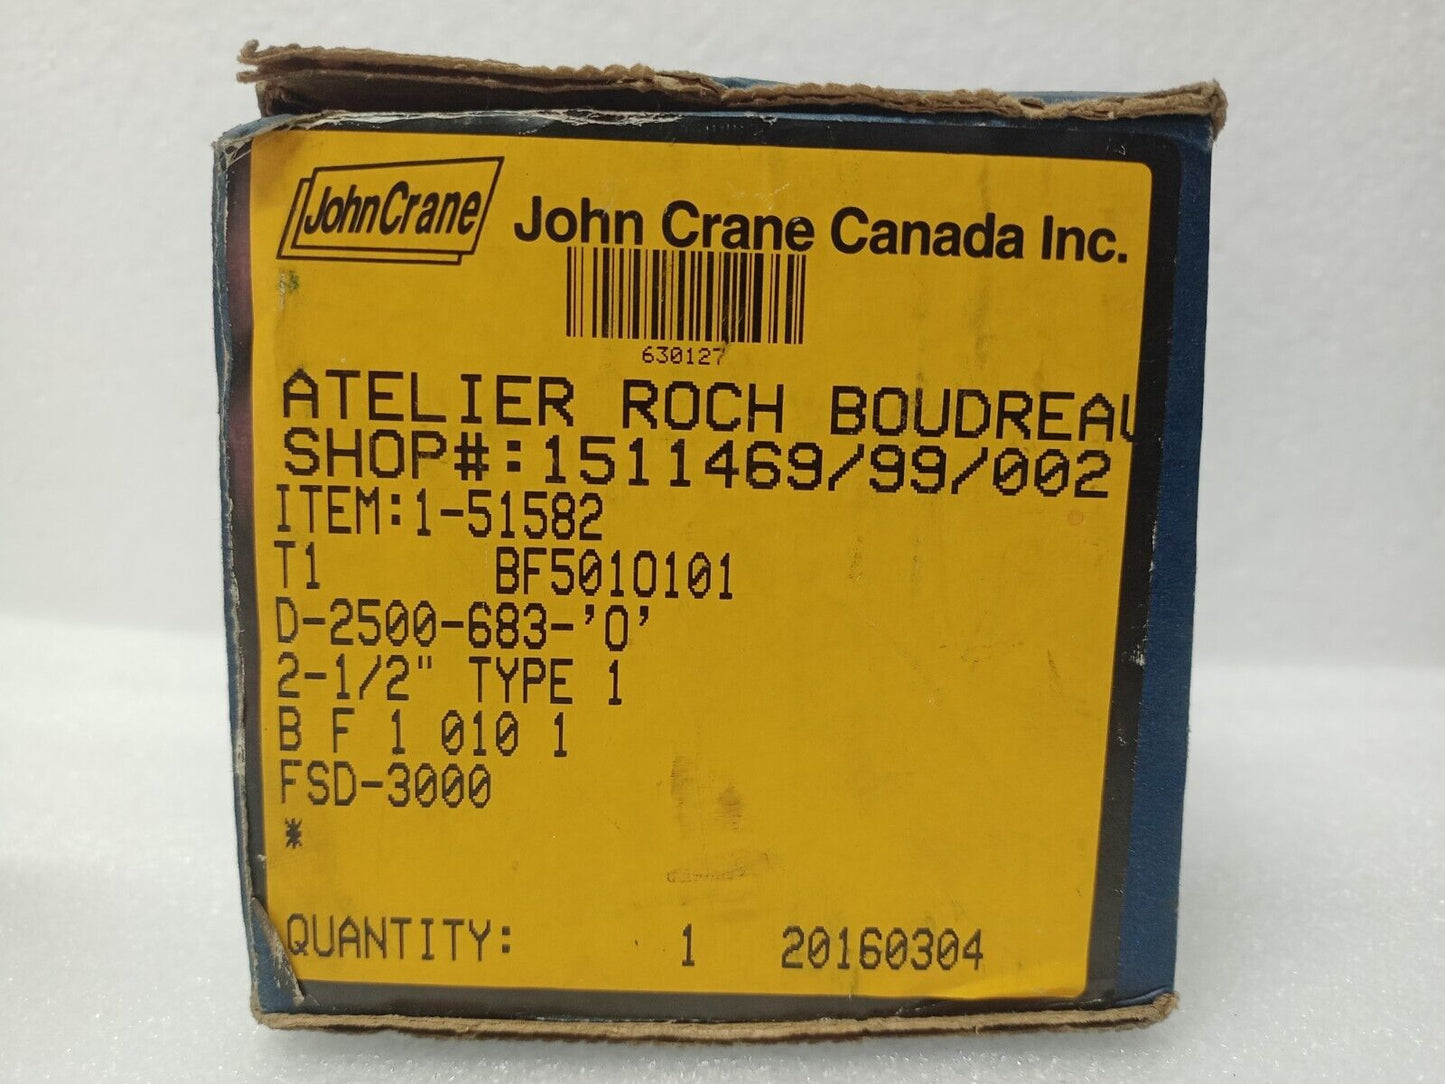 JohnCrane
John Crane Canada Inc.
630127
ATELIER ROCH BOUDREAU
SHOP#:1511469/99/002
ITEM:1-51582
T1 BF5010101
D-2500-683-'O'
2-1/2" TYPE 1
B F 1 010 1
FSD-3000
*
QUANTITY: 1 20160304